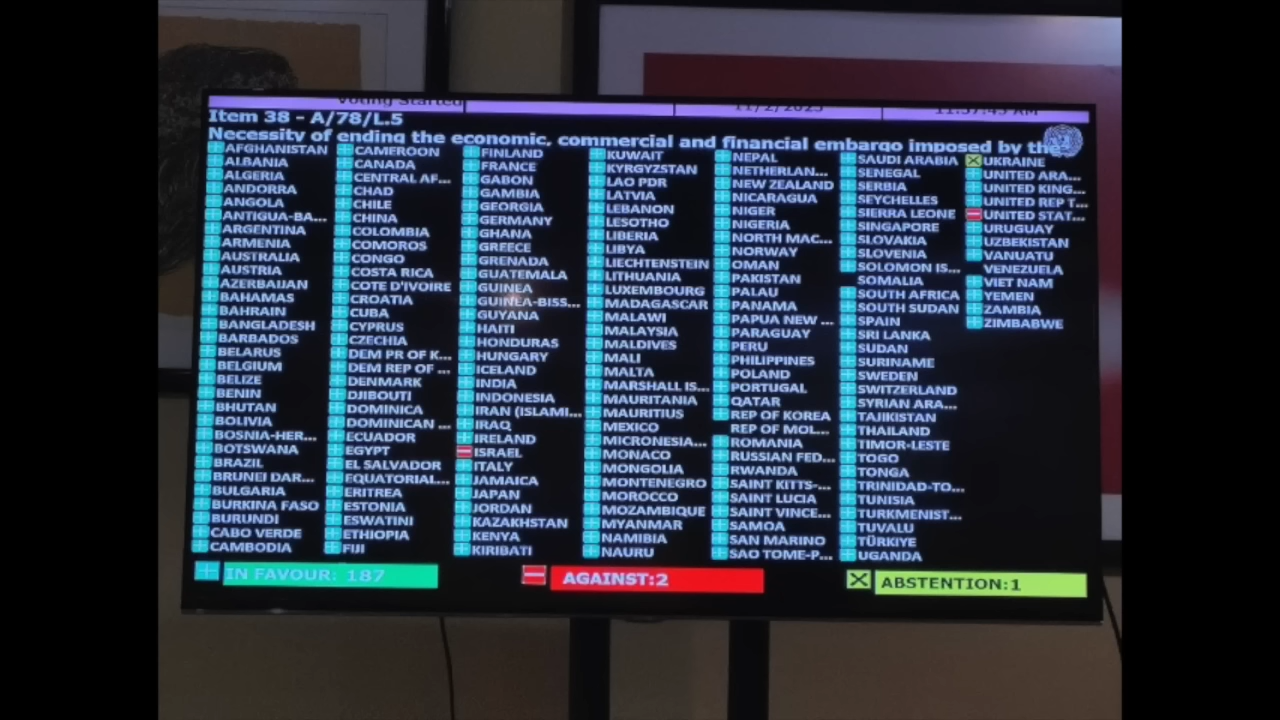 Voting Started 11/2/2023 11:57:45 AM
Item 38 - A/78/L.5
Necessity of ending the economic, commercial and financial embargo imposed by the
AFGHANISTAN
ALBANIA
ALGERIA
ANDORRA
ANGOLA
ANTIGUA-BA...
ARGENTINA
ARMENIA
AUSTRALIA
AUSTRIA
AZERBAIJAN
BAHAMAS
BAHRAIN
BANGLADESH
BARBADOS
BELARUS
BELGIUM
BELIZE
BENIN
BHUTAN
BOLIVIA
BOSNIA-HER...
BOTSWANA
BRAZIL
BRUNEI DAR...
BULGARIA
BURKINA FASO
BURUNDI
CABO VERDE
CAMBODIA
CAMEROON
CANADA
CENTRAL AF...
CHAD
CHILE
CHINA
COLOMBIA
COMOROS
CONGO
COSTA RICA
COTE D'IVOIRE
CROATIA
CUBA
CYPRUS
CZECHIA
DEM PR OF K...
DEM REP OF ...
DENMARK
DJIBOUTI
DOMINICA
DOMINICAN ...
ECUADOR
EGYPT
EL SALVADOR
EQUATORIAL...
ERITREA
ESTONIA
ESWATINI
ETHIOPIA
FIJI
FINLAND
FRANCE
GABON
GAMBIA
GEORGIA
GERMANY
GHANA
GREECE
GRENADA
GUATEMALA
GUINEA
GUINEA-BISS...
GUYANA
HAITI
HONDURAS
HUNGARY
ICELAND
INDIA
INDONESIA
IRAN (ISLAMI...
IRAQ
IRELAND
ISRAEL
ITALY
JAMAICA
JAPAN
JORDAN
KAZAKHSTAN
KENYA
KIRIBATI
KUWAIT
KYRGYZSTAN
LAO PDR
LATVIA
LEBANON
LESOTHO
LIBERIA
LIBYA
LIECHTENSTEIN
LITHUANIA
LUXEMBOURG
MADAGASCAR
MALAWI
MALAYSIA
MALDIVES
MALI
MALTA
MARSHALL IS...
MAURITANIA
MAURITIUS
MEXICO
MICRONESIA...
MONACO
MONGOLIA
MONTENEGRO
MOROCCO
MOZAMBIQUE
MYANMAR
NAMIBIA
NAURU
NEPAL
NETHERLAN...
NEW ZEALAND
NICARAGUA
NIGER
NIGERIA
NORTH MAC...
NORWAY
OMAN
PAKISTAN
PALAU
PANAMA
PAPUA NEW ...
PARAGUAY
PERU
PHILIPPINES
POLAND
PORTUGAL
QATAR
REP OF KOREA
REP OF MOL...
ROMANIA
RUSSIAN FED...
RWANDA
SAINT KITTS-...
SAINT LUCIA
SAINT VINCE...
SAMOA
SAN MARINO
SAO TOME-P...
SAUDI ARABIA
SENEGAL
SERBIA
SEYCHELLES
SIERRA LEONE
SINGAPORE
SLOVAKIA
SLOVENIA
SOLOMON IS...
SOMALIA
SOUTH AFRICA
SOUTH SUDAN
SPAIN
SRI LANKA
SUDAN
SURINAME
SWEDEN
SWITZERLAND
SYRIAN ARA...
TAJIKISTAN
THAILAND
TIMOR-LESTE
TOGO
TONGA
TRINIDAD-TO...
TUNISIA
TURKMENIST...
TUVALU
TÜRKIYE
UGANDA
UKRAINE
UNITED ARA...
UNITED KING...
UNITED REP T...
UNITED STAT...
URUGUAY
UZBEKISTAN
VANUATU
VENEZUELA
VIET NAM
YEMEN
ZAMBIA
ZIMBABWE
IN FAVOUR: 187
AGAINST:2
ABSTENTION:1